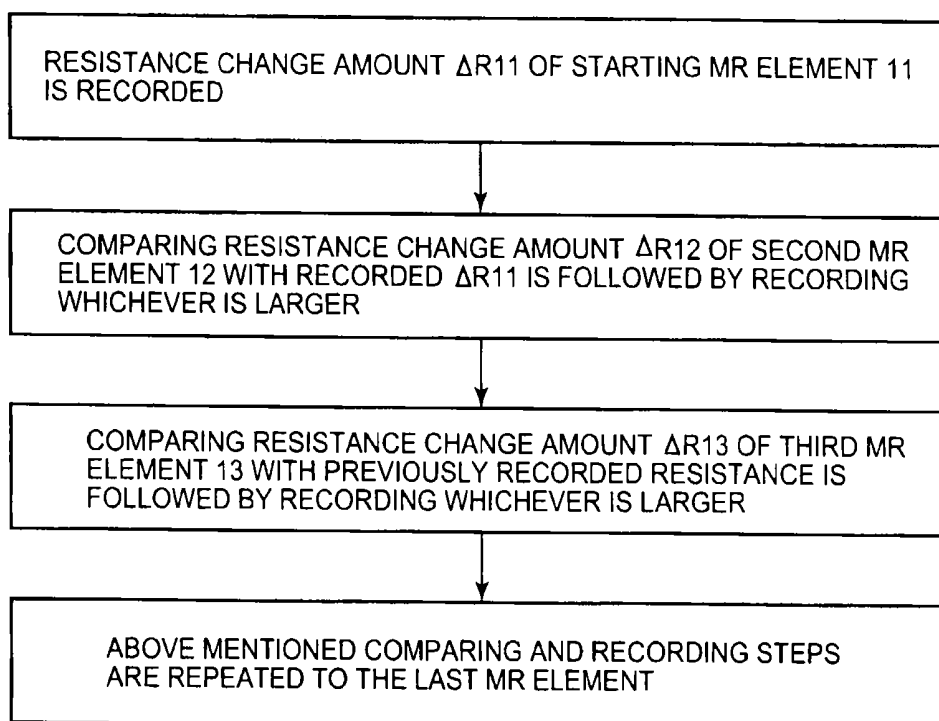 RESISTANCE CHANGE AMOUNT ΔR11 OF STARTING MR ELEMENT 11
IS RECORDED
COMPARING RESISTANCE CHANGE AMOUNT ΔR12 OF SECOND MR
ELEMENT 12 WITH RECORDED ΔR11 IS FOLLOWED BY RECORDING
WHICHEVER IS LARGER
COMPARING RESISTANCE CHANGE AMOUNT ΔR13 OF THIRD MR
ELEMENT 13 WITH PREVIOUSLY RECORDED RESISTANCE IS
FOLLOWED BY RECORDING WHICHEVER IS LARGER
ABOVE MENTIONED COMPARING AND RECORDING STEPS
ARE REPEATED TO THE LAST MR ELEMENT